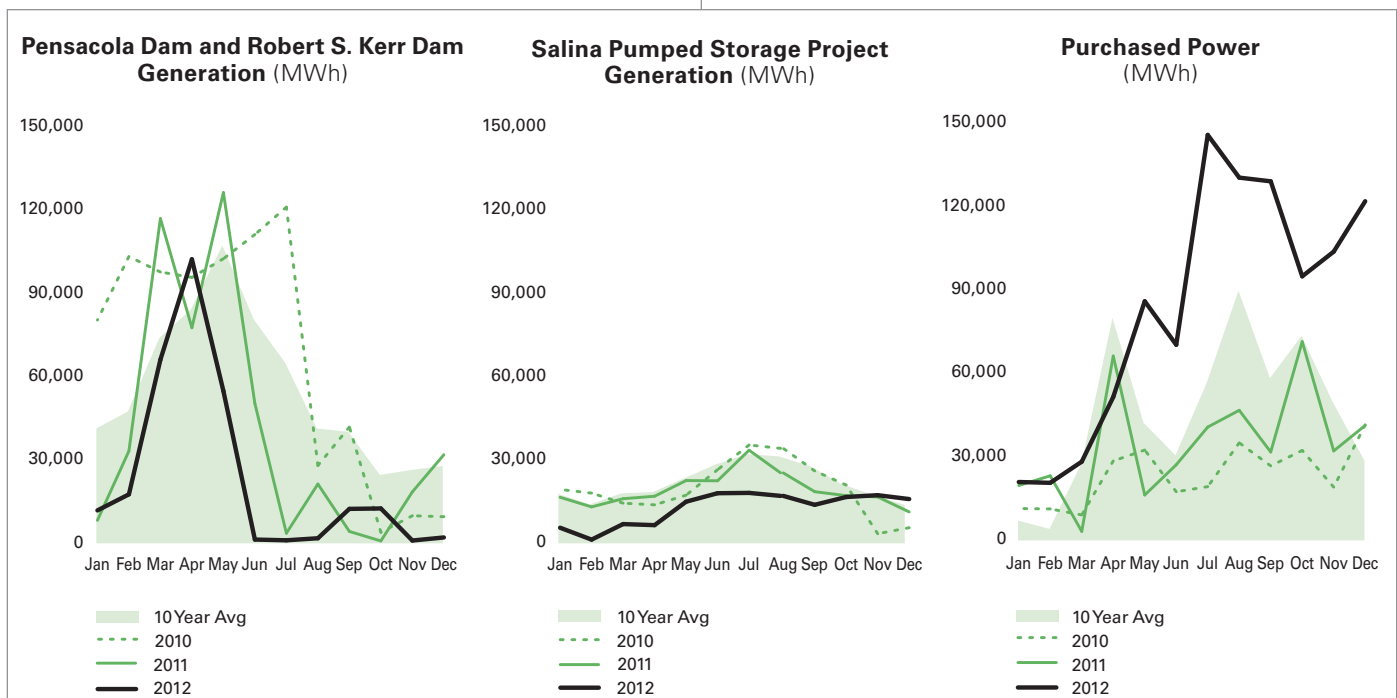 Pensacola Dam and Robert S. Kerr Dam
Generation (MWh)
150,000
120,000
90,000
60,000
30,000
0
Jan Feb Mar Apr May Jun Jul Aug Sep Oct Nov Dec
10 Year Avg
2010
2011
2012
Salina Pumped Storage Project
Generation (MWh)
150,000
120,000
90,000
60,000
30,000
0
Jan Feb Mar Apr May Jun Jul Aug Sep Oct Nov Dec
10 Year Avg
2010
2011
2012
Purchased Power
(MWh)
150,000
120,000
90,000
60,000
30,000
0
Jan Feb Mar Apr May Jun Jul Aug Sep Oct Nov Dec
10 Year Avg
2010
2011
2012